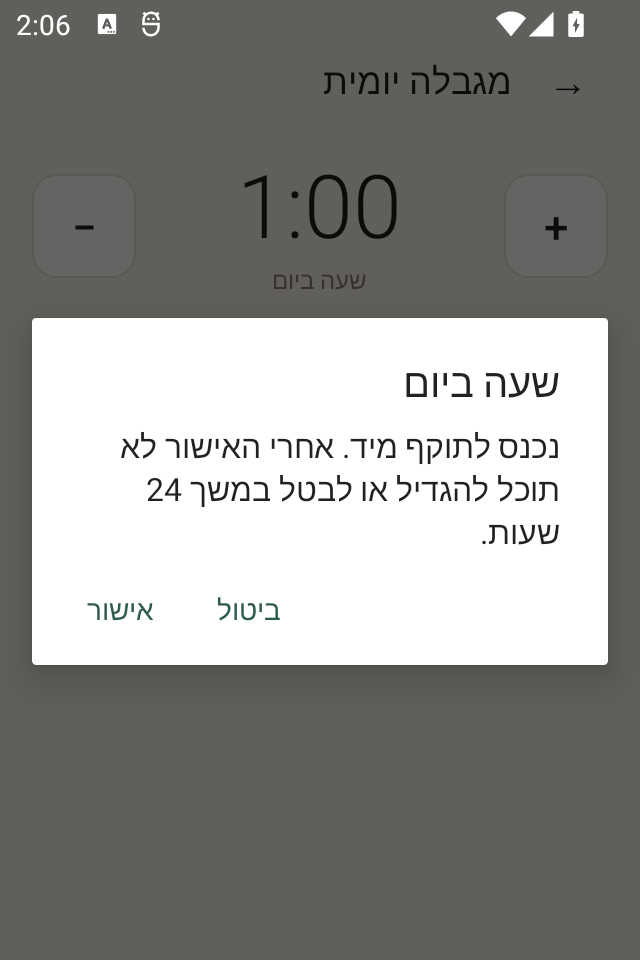 2:06
מגבלה יומית →
− 1:00 +
שעה ביום
שעה ביום
נכנס לתוקף מיד. אחרי האישור לא
תוכל להגדיל או לבטל במשך 24
שעות.
ביטול
אישור